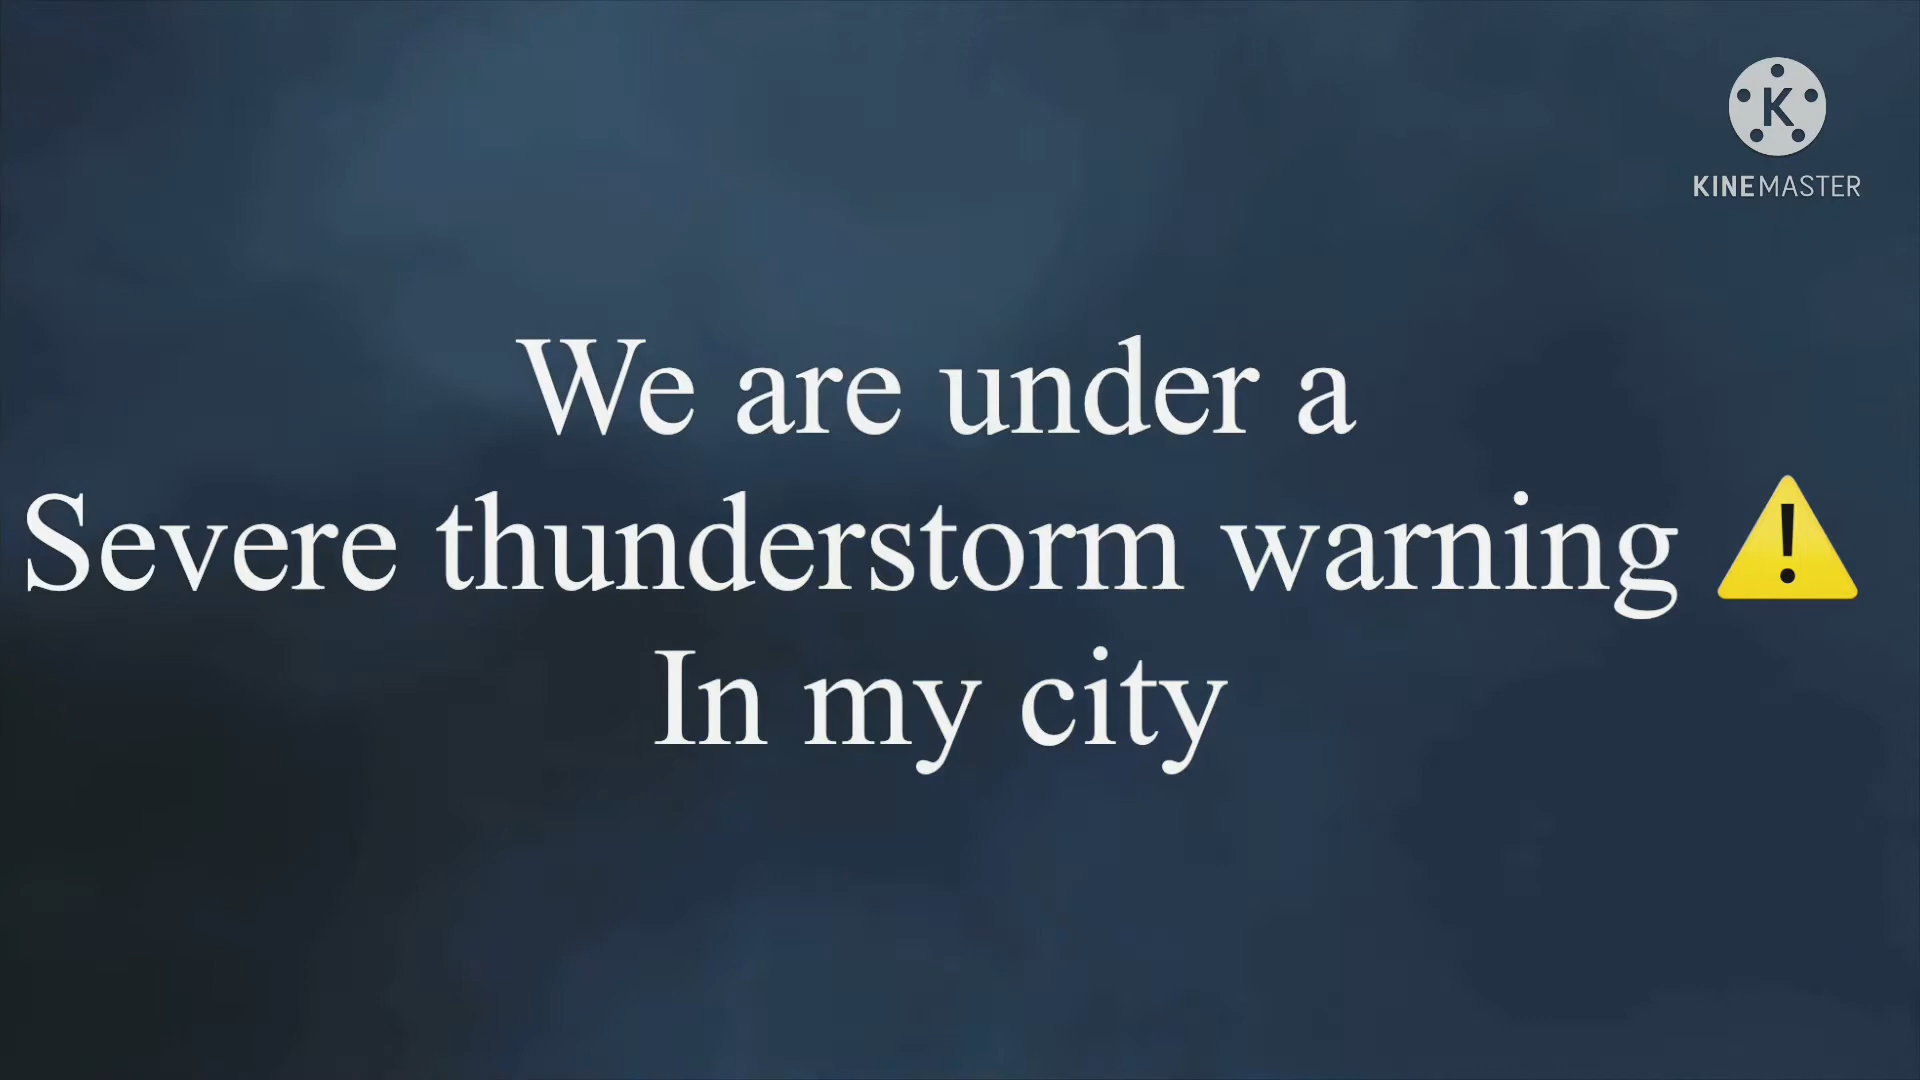 K
KINEMASTER
We are under a
Severe thunderstorm warning ⚠️
In my city